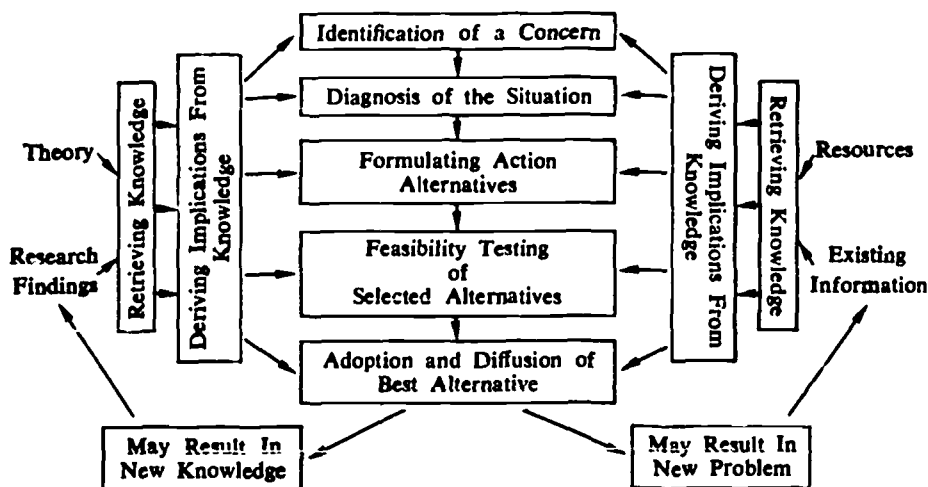 Identification of a Concern
Diagnosis of the Situation
Formulating Action
Alternatives
Feasibility Testing
of
Selected Alternatives
Adoption and Diffusion of
Best Alternative
Theory
Research
Findings
Retrieving Knowledge
Deriving Implications From
Knowledge
Deriving Implications From
Knowledge
Retrieving Knowledge
Resources
Existing
Information
May Result In
New Knowledge
May Result In
New Problem